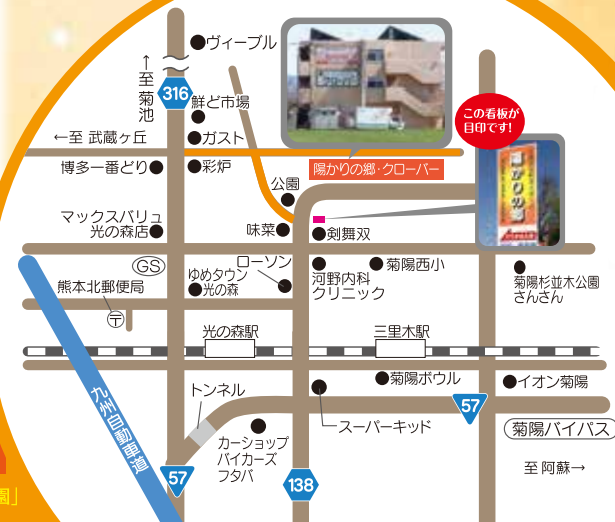 ヴィーブル
←至 菊池
316
鮮ど市場
この看板が
目印です!
←至 武蔵ヶ丘
ガスト
博多一番どり
彩炉
陽かりの郷・クローバー
陽かりの郷
公園
マックスバリュ
光の森店
味菜
剣舞双
GS
ローソン
ゆめタウン
光の森
河野内科
クリニック
菊陽西小
菊陽杉並木公園
さんさん
熊本北郵便局
〒
光の森駅
三里木駅
九州自動車道
トンネル
菊陽ボウル
イオン菊陽
57
スーパーキッド
菊陽バイパス
カーショップ
バイカーズ
フタバ
至 阿蘇→
57
138
園」